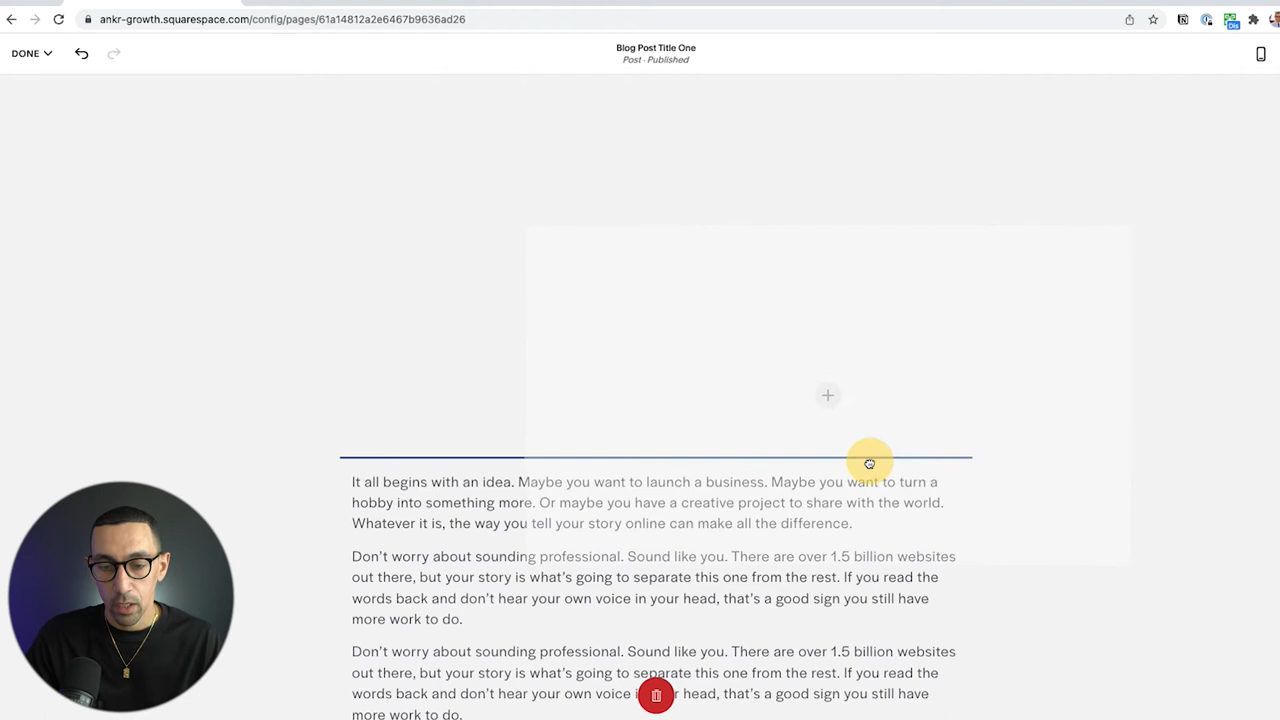 ankr-growth.squarespace.com/config/pages/61a14812a2e6467b9636ad26
Dis
DONE
Blog Post Title One
Post · Published
It all begins with an idea. Maybe you want to launch a business. Maybe you want to turn a
hobby into something more. Or maybe you have a creative project to share with the world.
Whatever it is, the way you tell your story online can make all the difference.
Don't worry about sounding professional. Sound like you. There are over 1.5 billion websites
out there, but your story is what's going to separate this one from the rest. If you read the
words back and don't hear your own voice in your head, that's a good sign you still have
more work to do.
Don't worry about sounding professional. Sound like you. There are over 1.5 billion websites
out there, but your story is what's going to separate this one from the rest. If you read the
words back and don't hear your own voice i r head, that's a good sign you still have
more work to do.